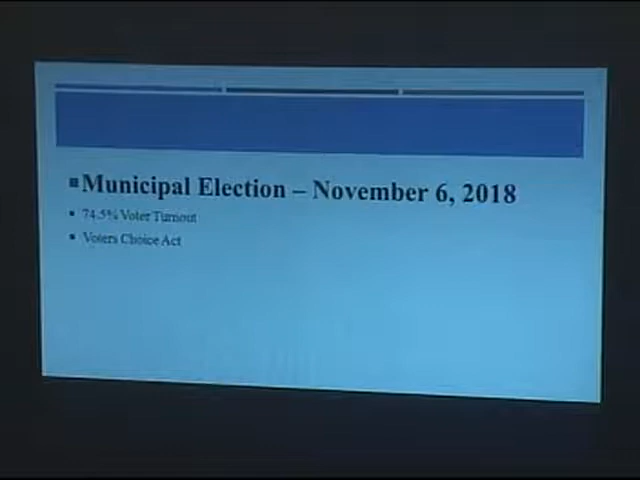 Municipal Election – November 6, 2018
74.5% Voter Turnout
Voters Choice Act